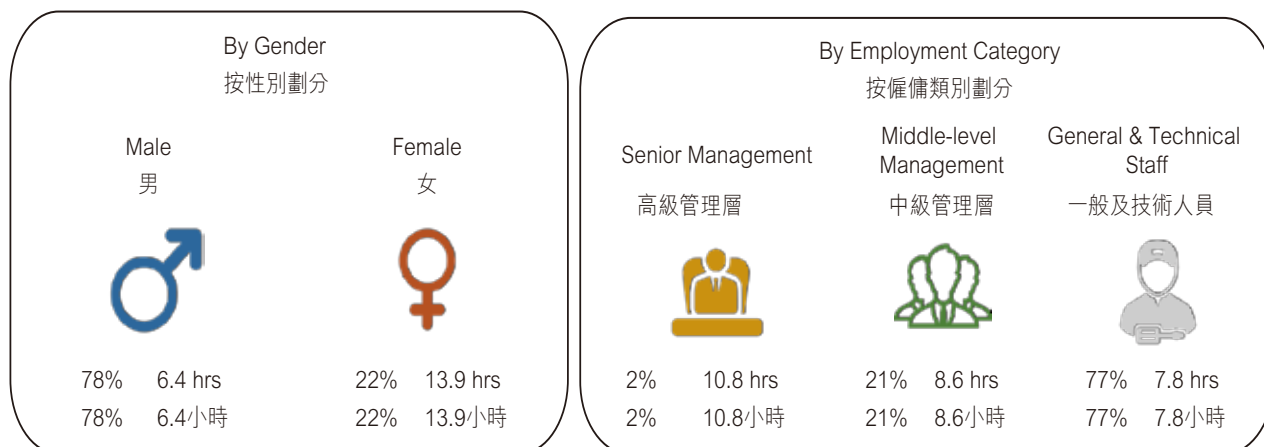 By Gender
按性別劃分
Male
男
Female
女
78% 6.4 hrs
78% 6.4小時
22% 13.9 hrs
22% 13.9小時
By Employment Category
按僱傭類別劃分
Senior Management
高級管理層
Middle-level
Management
中級管理層
General & Technical
Staff
一般及技術人員
2% 10.8 hrs
2% 10.8小時
21% 8.6 hrs
21% 8.6小時
77% 7.8 hrs
77% 7.8小時